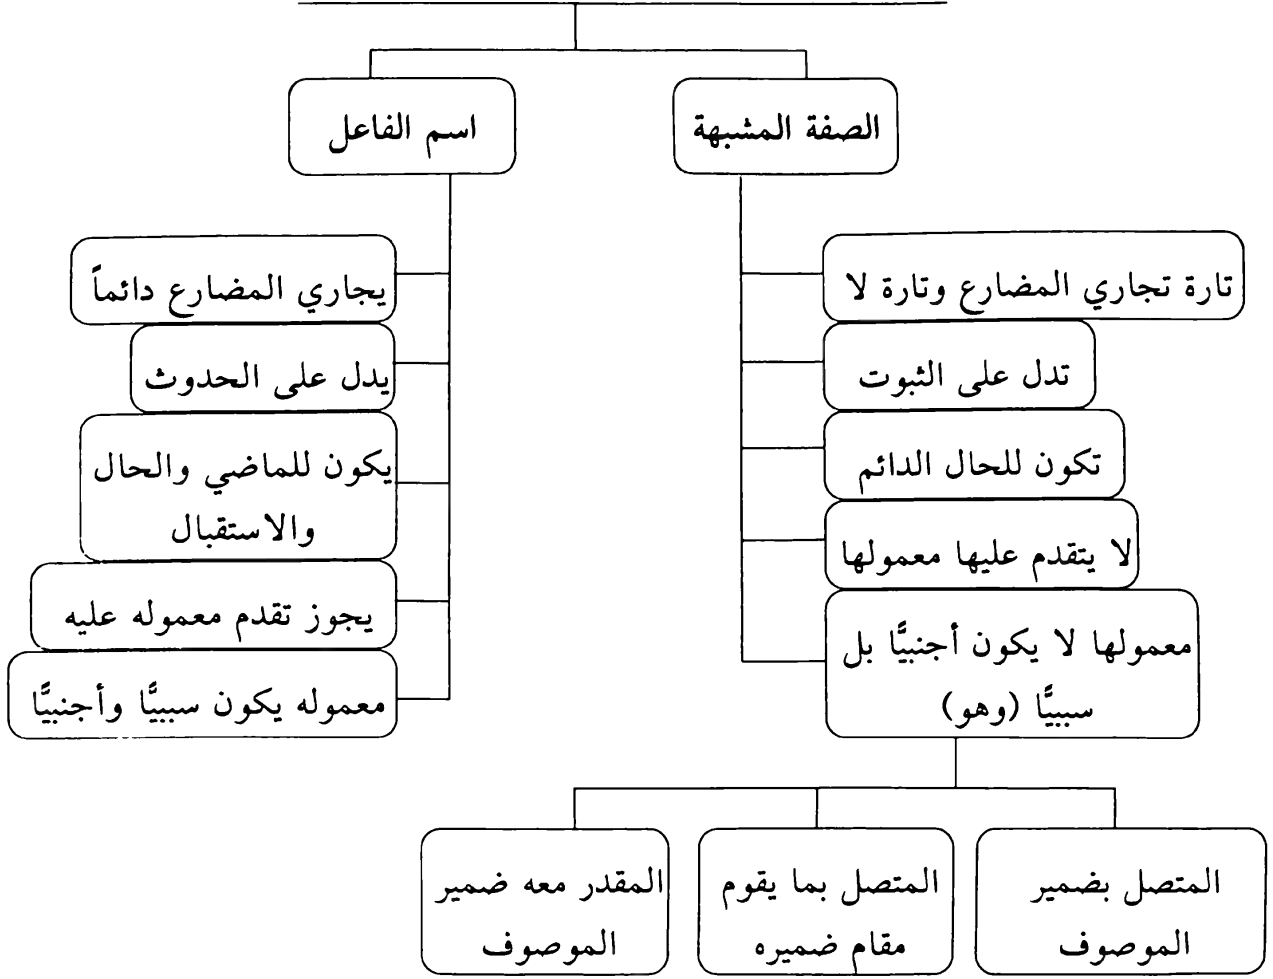 الصفة المشبهة
تارة تجاري المضارع وتارة لا
تدل على الثبوت
تكون للحال الدائم
لا يتقدم عليها معمولها
معمولها لا يكون أجنبيًّا بل
سببيًّا (وهو)
المتصل بضمير
الموصوف
المتصل بما يقوم
مقام ضميره
المقدر معه ضمير
الموصوف
اسم الفاعل
يجاري المضارع دائماً
يدل على الحدوث
يكون للماضي والحال
والاستقبال
يجوز تقدم معموله عليه
معموله يكون سببيًّا وأجنبيًّا